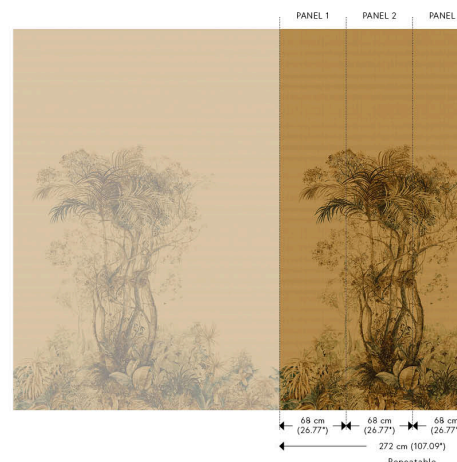 PANEL 1 PANEL 2 PANEL
68 cm 68 cm 68 cm
(26.77") (26.77") (26.77"
272 cm (107.09")
Repeatable